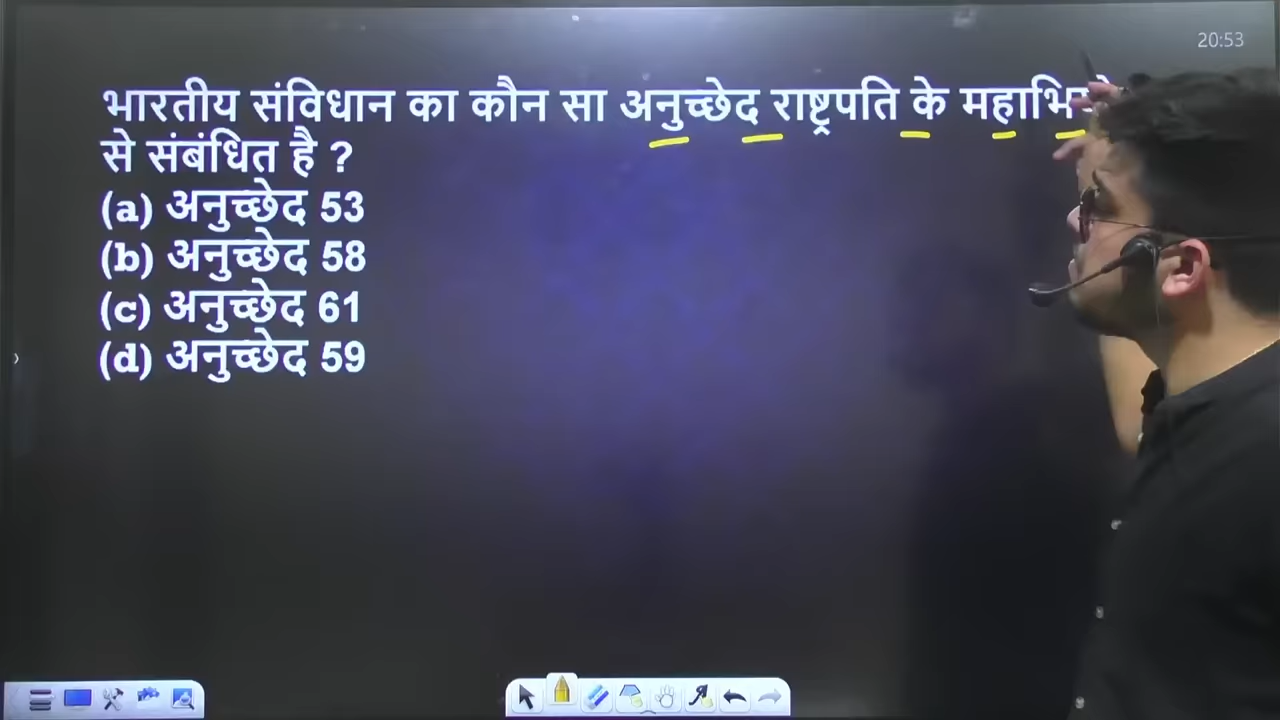 20:53
भारतीय संविधान का कौन सा अनुच्छेद राष्ट्रपति के
से संबंधित है ?
(a) अनुच्छेद 53
(b) अनुच्छेद 58
(c) अनुच्छेद 61
(d) अनुच्छेद 59